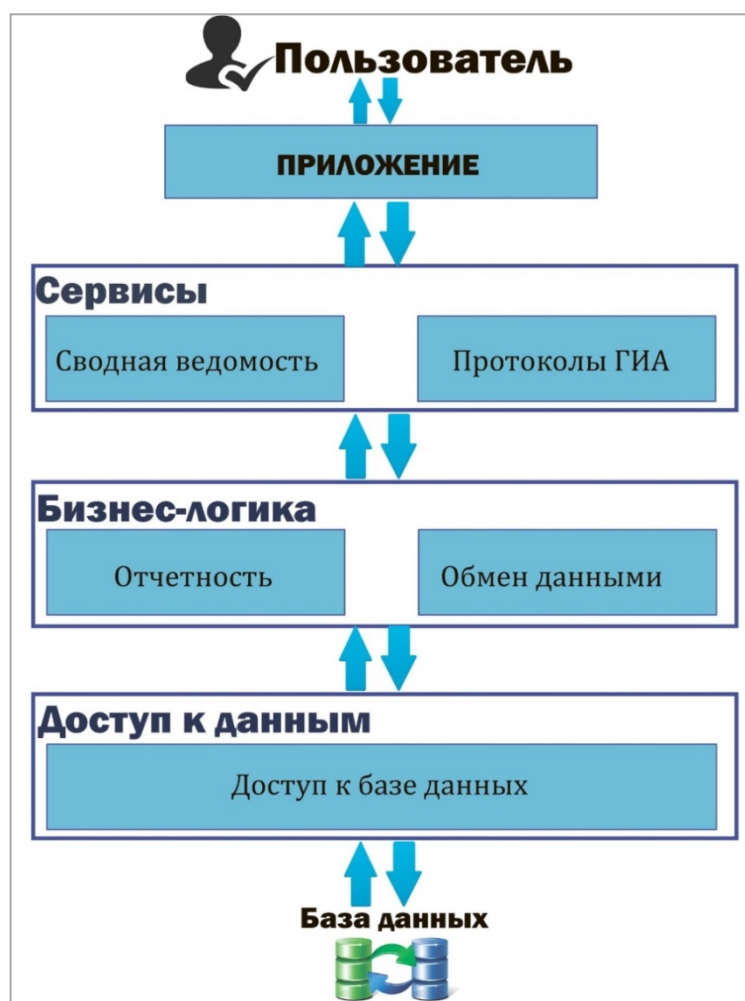 Пользователь
ПРИЛОЖЕНИЕ
Сервисы
Сводная ведомость
Протоколы ГИА
Бизнес-логика
Отчетность
Обмен данными
Доступ к данным
Доступ к базе данных
База данных